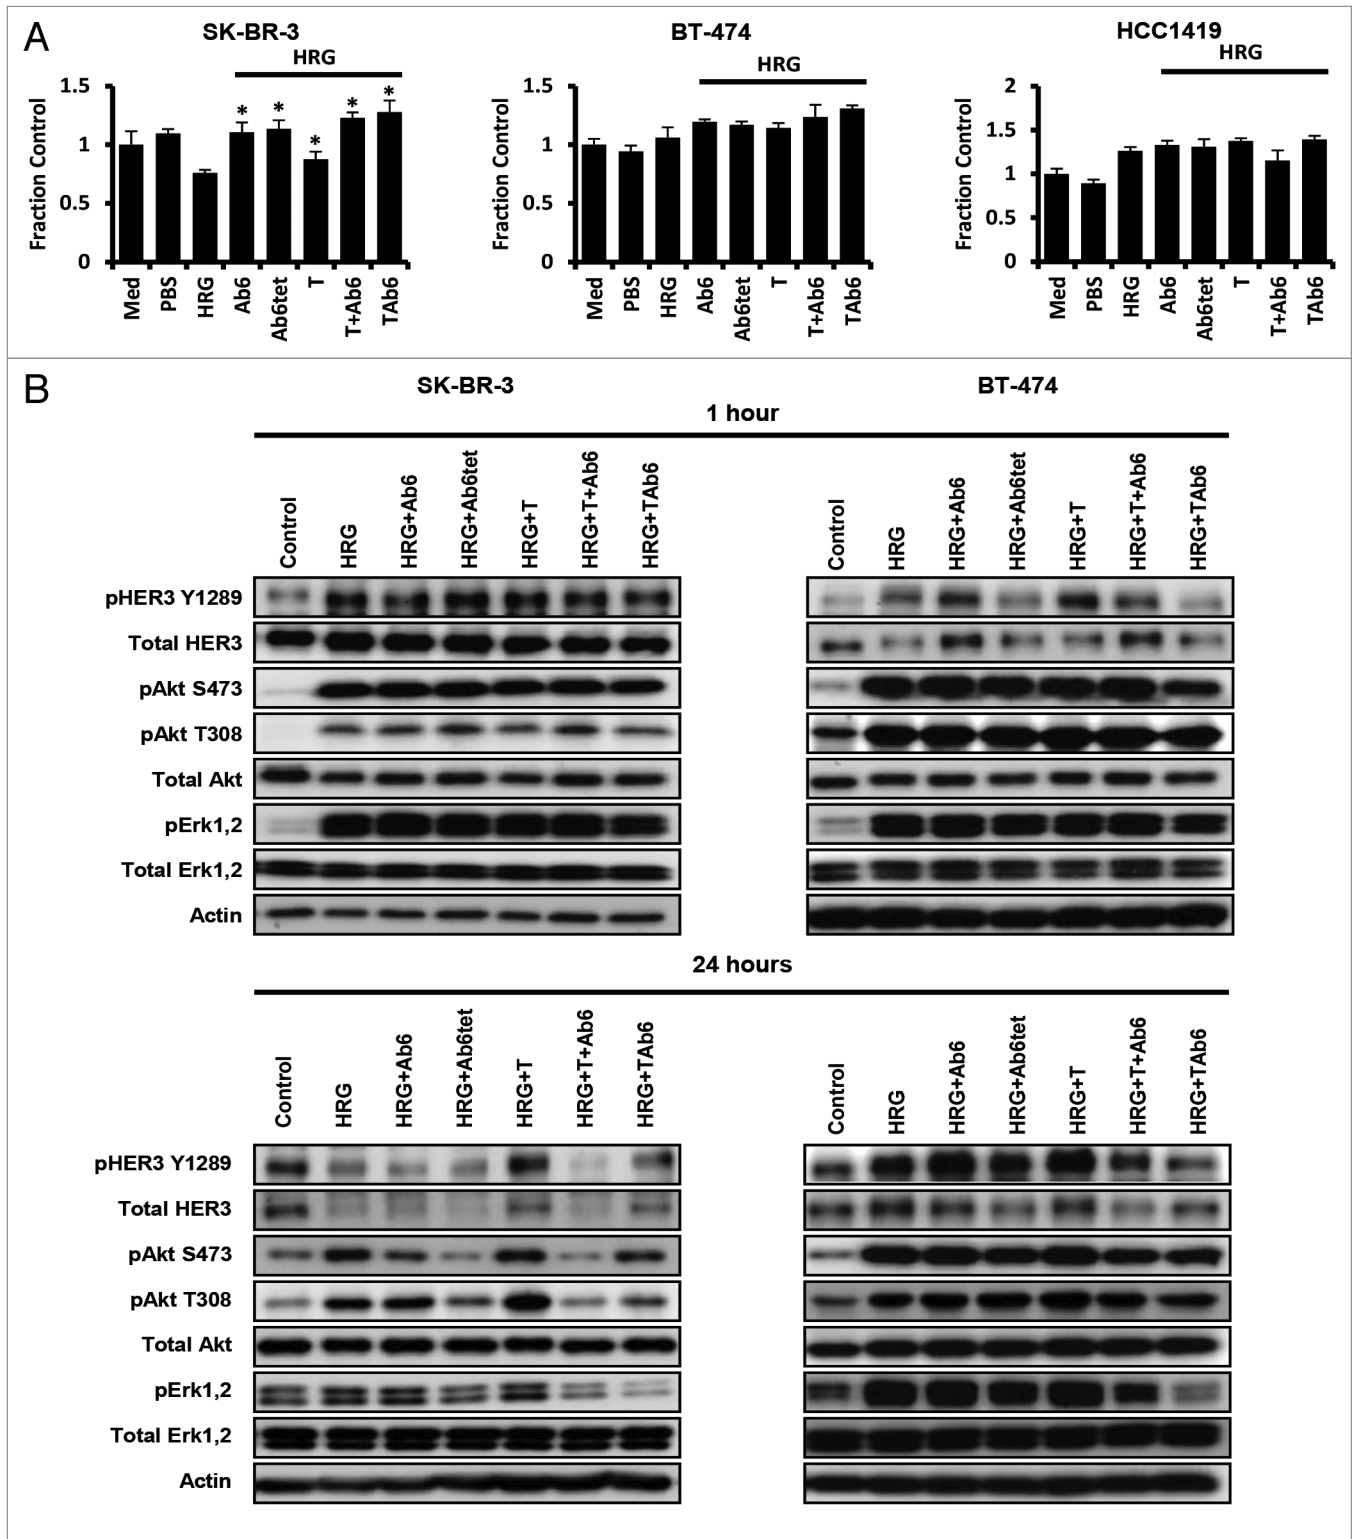 A
SK-BR-3
BT-474
HCC1419
HRG
HRG
HRG
Fraction Control
1.5
1
0.5
0
* * * * *
Med PBS HRG Ab6 Ab6tet T T+Ab6 TAb6
Fraction Control
1.5
1
0.5
0
Med PBS HRG Ab6 Ab6tet T T+Ab6 TAb6
Fraction Control
2
1.5
1
0.5
0
Med PBS HRG Ab6 Ab6tet T T+Ab6 TAb6
B
SK-BR-3
BT-474
1 hour
Control HRG HRG+Ab6 HRG+Ab6tet HRG+T HRG+T+Ab6 HRG+TAb6
Control HRG HRG+Ab6 HRG+Ab6tet HRG+T HRG+T+Ab6 HRG+TAb6
pHER3 Y1289
Total HER3
pAkt S473
pAkt T308
Total Akt
pErk1,2
Total Erk1,2
Actin
24 hours
Control HRG HRG+Ab6 HRG+Ab6tet HRG+T HRG+T+Ab6 HRG+TAb6
Control HRG HRG+Ab6 HRG+Ab6tet HRG+T HRG+T+Ab6 HRG+TAb6
pHER3 Y1289
Total HER3
pAkt S473
pAkt T308
Total Akt
pErk1,2
Total Erk1,2
Actin